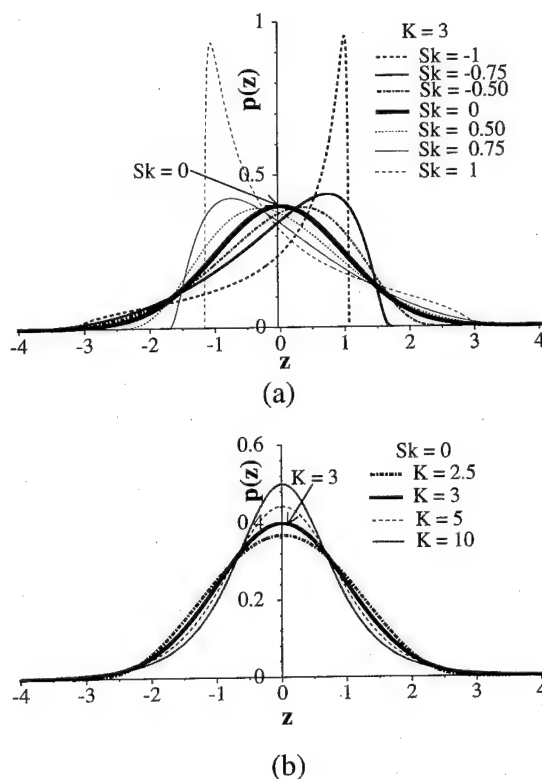 1
K = 3
Sk = -1
Sk = -0.75
Sk = -0.50
Sk = 0
Sk = 0.50
Sk = 0.75
Sk = 1
p(z)
0.5
Sk = 0
0
-4 -3 -2 -1 0 1 2 3 4
z
(a)
0.6
Sk = 0
K = 2.5
K = 3
K = 5
K = 10
p(z)
K = 3
0.4
0.2
0
-4 -3 -2 -1 0 1 2 3 4
z
(b)